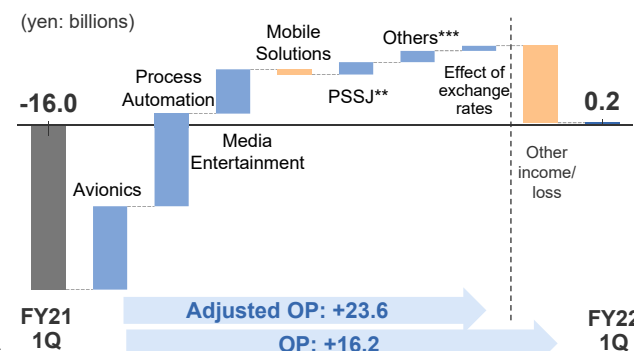 (yen: billions)
Mobile
Solutions
Others***
Process
Automation
-16.0
PSSJ**
Effect of
exchange
rates
0.2
Media
Entertainment
Other
income/
loss
Avionics
Adjusted OP: +23.6
FY21
1Q
FY22
1Q
OP: +16.2